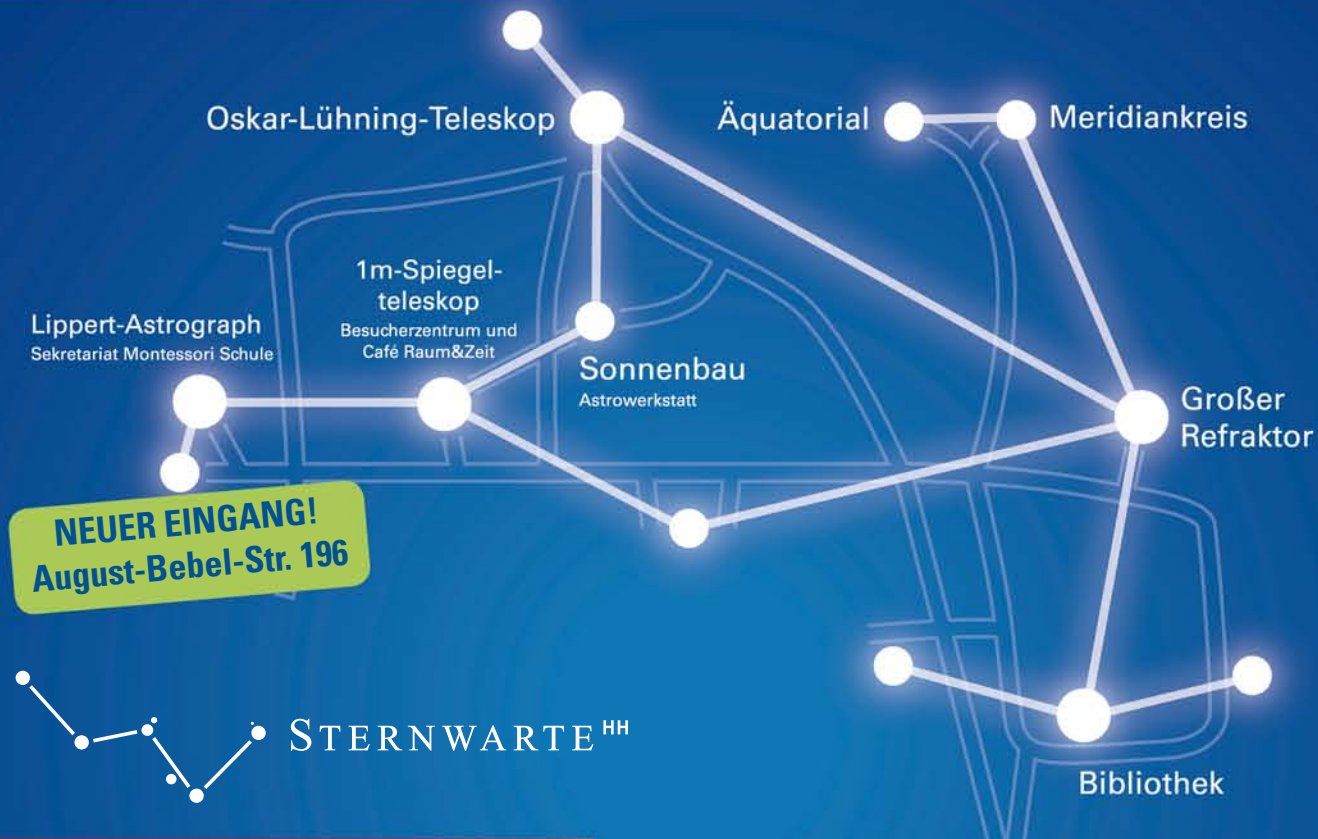 Oskar-Lühning-Teleskop
Äquatorial
Meridiankreis
1m-Spiegel-
teleskop
Besucherzentrum und
Café Raum&Zeit
Lippert-Astrograph
Sekretariat Montessori Schule
Sonnenbau
Astrowerkstatt
Großer
Refraktor
NEUER EINGANG!
August-Bebel-Str. 196
STERNWARTE HH
Bibliothek